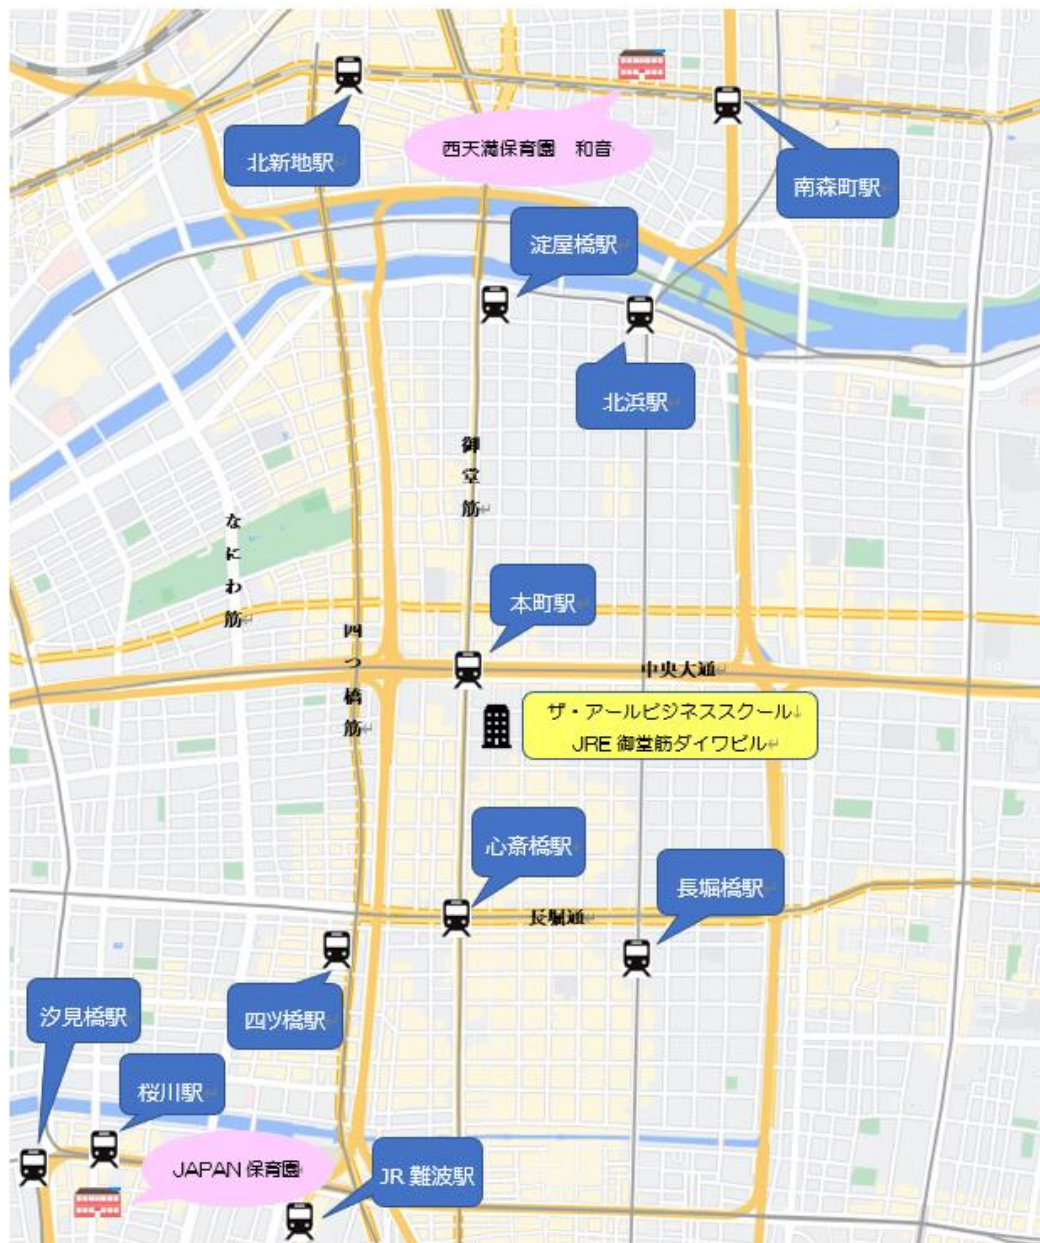 北新地駅
西天満保育園　和音
南森町駅
淀屋橋駅
北浜駅
御堂筋
なにわ筋
本町駅
四つ橋筋
中央大通
ザ・アールビジネススクール
JRE 御堂筋ダイワビル
心斎橋駅
長堀橋駅
長堀通
汐見橋駅
四ツ橋駅
桜川駅
JAPAN 保育園
JR 難波駅